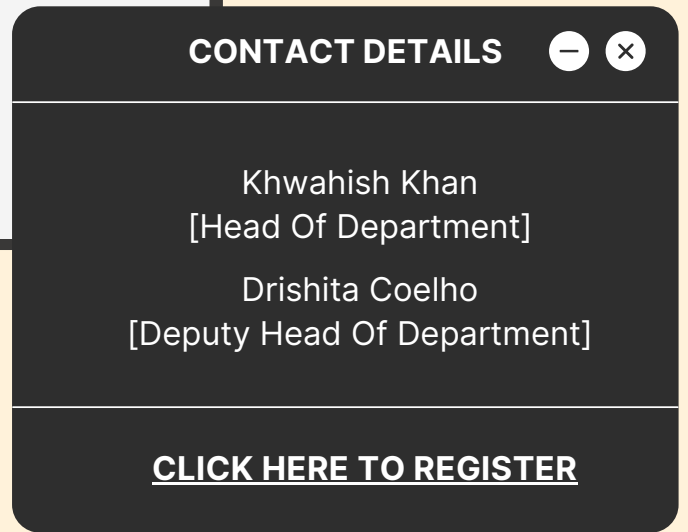 CONTACT DETAILS
Khwahish Khan
[Head Of Department]
Drishita Coelho
[Deputy Head Of Department]
CLICK HERE TO REGISTER